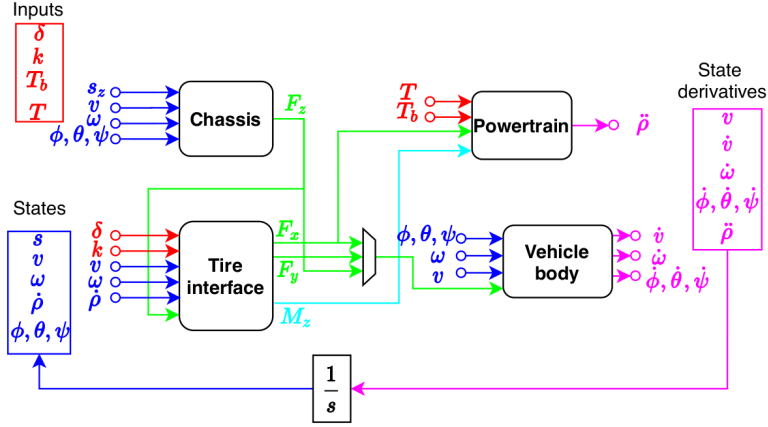 Inputs
δ
k
T_b
T
s_z
v
ω
ϕ, θ, ψ
Chassis
F_z
T
T_b
Powertrain
ρ̈
State
derivatives
v
v̇
ω̇
ϕ̇, θ̇, ψ̇
ρ̈
States
s
v
ω
ρ̇
ϕ, θ, ψ
δ
k
v
ω
ρ̇
Tire
interface
F_x
F_y
M_z
ϕ, θ, ψ
ω
v
Vehicle
body
v̇
ω̇
ϕ̇, θ̇, ψ̇
1
s